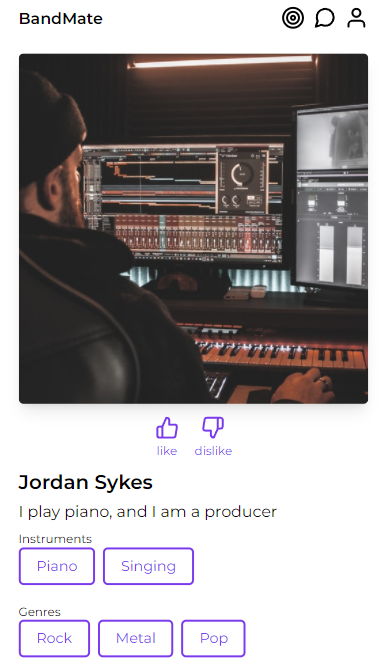 BandMate
like dislike
Jordan Sykes
I play piano, and I am a producer
Instruments
Piano Singing
Genres
Rock Metal Pop